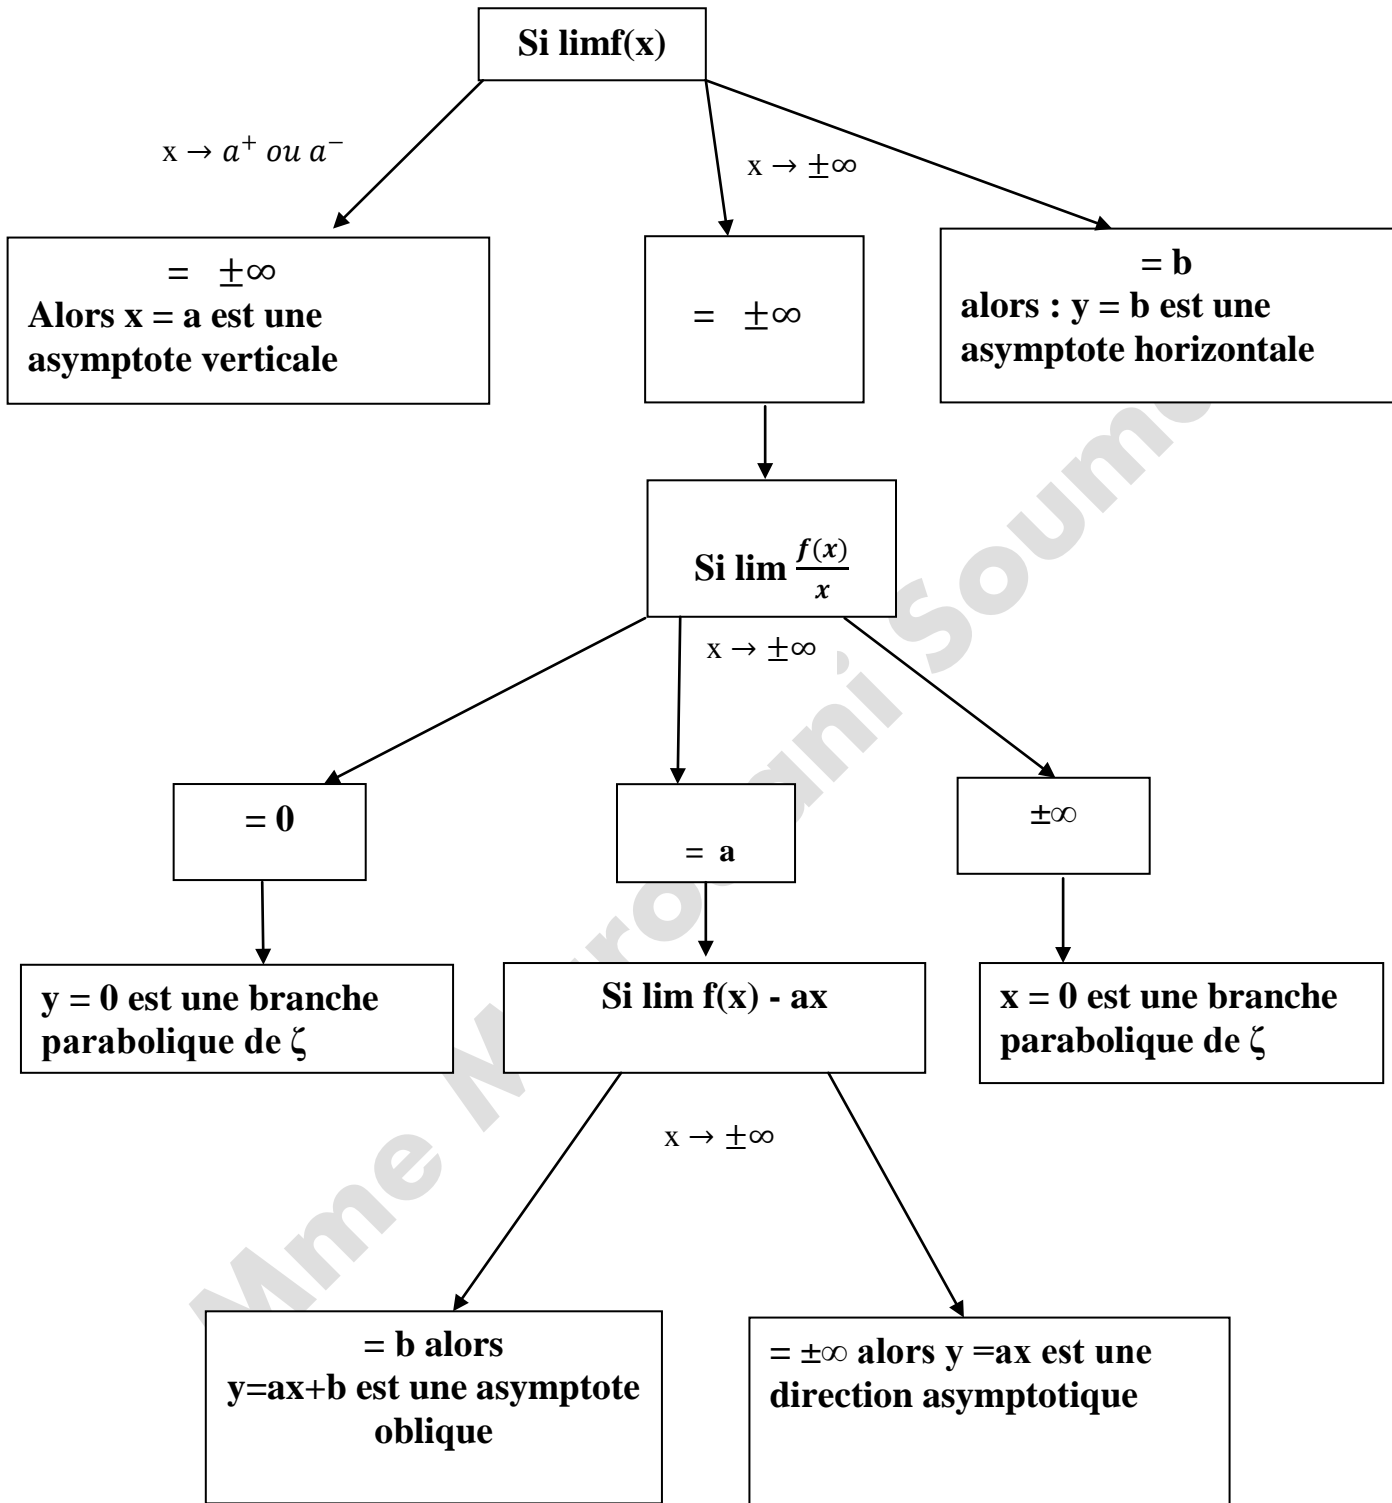 Si limf(x)
x → a⁺ ou a⁻
x → ±∞
= ±∞
Alors x = a est une
asymptote verticale
= ±∞
= b
alors : y = b est une
asymptote horizontale
Si lim f(x)/x
x → ±∞
= 0
= a
±∞
y = 0 est une branche
parabolique de ζ
Si lim f(x) - ax
x = 0 est une branche
parabolique de ζ
x → ±∞
= b alors
y=ax+b est une asymptote
oblique
= ±∞ alors y =ax est une
direction asymptotique
Mme